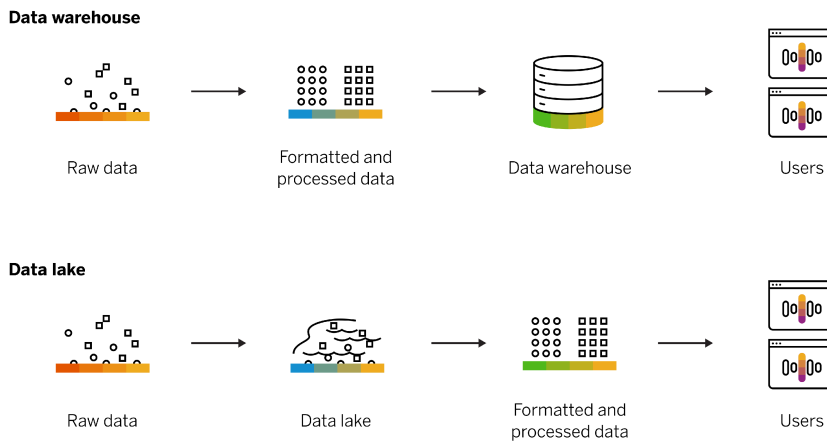 Data warehouse
Raw data
Formatted and
processed data
Data warehouse
Users
Data lake
Raw data
Data lake
Formatted and
processed data
Users